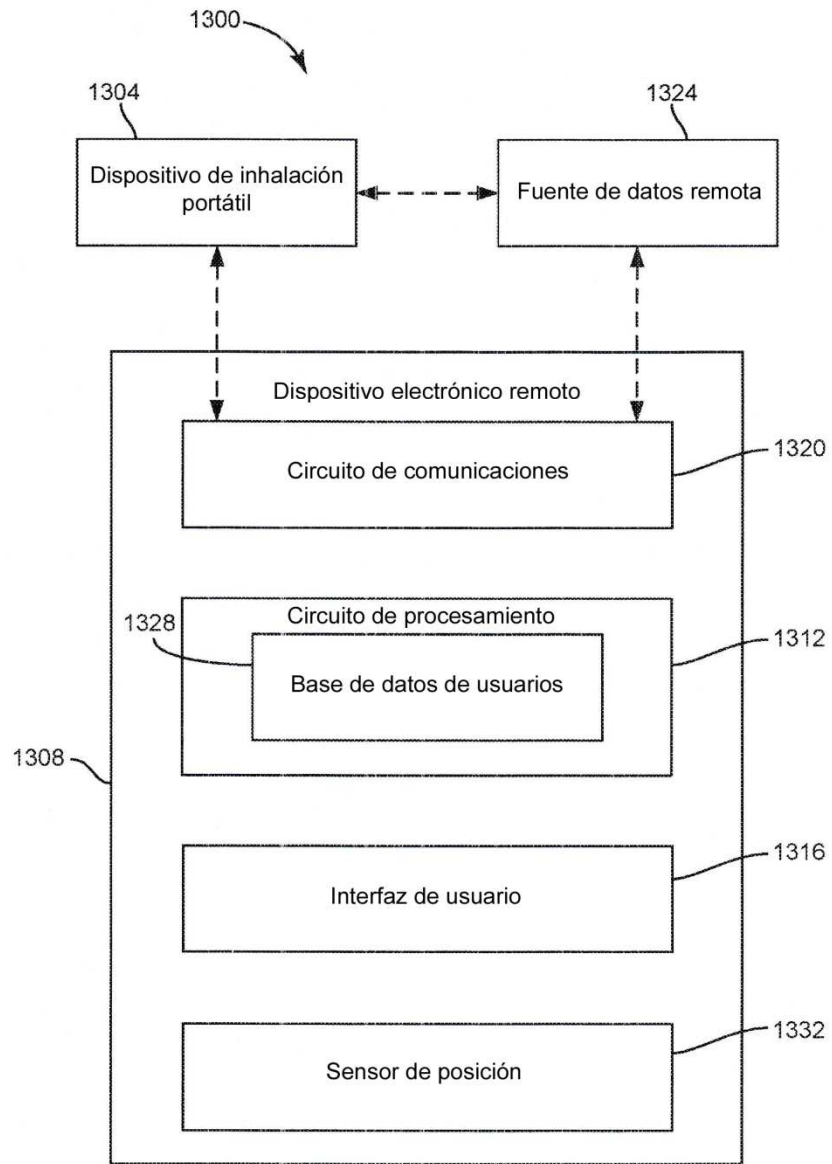 1300
1304
1324
Dispositivo de inhalación
portátil
Fuente de datos remota
Dispositivo electrónico remoto
Circuito de comunicaciones
1320
Circuito de procesamiento
1328
1312
Base de datos de usuarios
1308
1316
Interfaz de usuario
1332
Sensor de posición